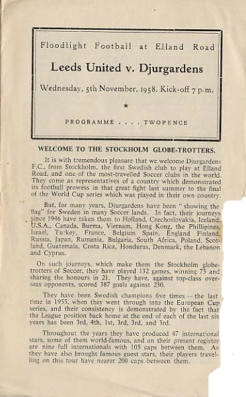 Floodlight Football at Elland Road
Leeds United v. Djurgardens
Wednesday, 5th November, 1958. Kick-off 7 p.m.
*
PROGRAMME . . . . TWOPENCE
WELCOME TO THE STOCKHOLM GLOBE-TROTTERS.
It is with tremendous pleasure that we welcome Djurgardens
F.C., from Stockholm, the first Swedish club to play at Elland
Road, and one of the most-travelled Soccer clubs in the world.
They come as representatives of a country which demonstrated
its football prowess in that great fight last summer to the final
of the World Cup series which was played in their own country.
But, for many years, Djurgardens have been "showing the
flag" for Sweden in many Soccer lands. In fact, their journeys
since 1946 have taken them to Holland, Czechoslovakia, Iceland,
U.S.A., Canada, Burma, Vietnam, Hong Kong, the Phillipines,
Israel, Turkey, France, Belgium Spain, England Finland,
Russia, Japan, Rumania, Bulgaria, South Africa, Poland, Scot-
land, Guatemala, Costa Rica, Honduras, Denmark, the Lebanon
and Cyprus.
On such journeys, which make them the Stockholm globe-
trotters of Soccer, they have played 132 games, winning 75 and
sharing the honours in 21. They have, against top-class over-
seas opponents, scored 387 goals against 230.
They have been Swedish champions five times—the last
time in 1955, when they went through into the European Cup
series, and their consistency is demonstrated by the fact that
the League position back home at the end of each of the last six
years has been 3rd, 4th, 1st, 3rd, 3rd, and 3rd.
Throughout the years they have produced 47 international
stars, some of them world-famous, and on their present register
are nine full internationals with 105 caps between them. As
they have also brought famous guest stars, their players travel-
ling on this tour have nearer 200 caps between them.